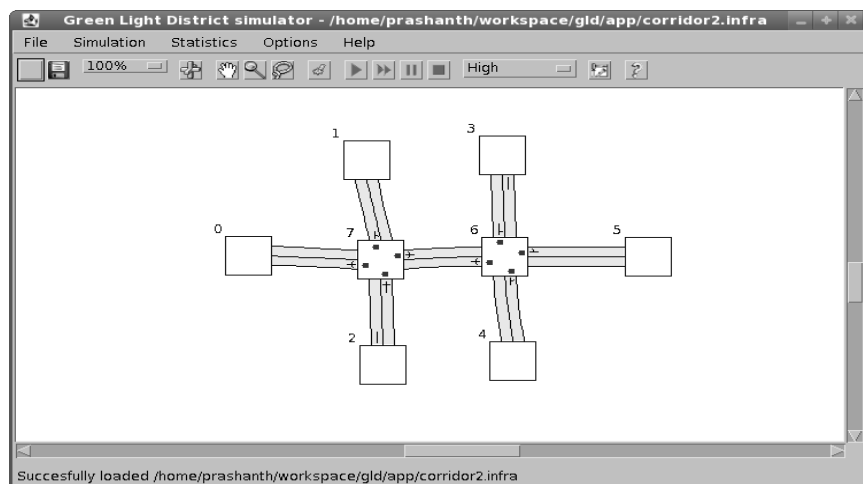 Green Light District simulator - /home/prashanth/workspace/gld/app/corridor2.infra
File Simulation Statistics Options Help
100% High ?
1 3
0 7 6 5
2 4
Succesfully loaded /home/prashanth/workspace/gld/app/corridor2.infra